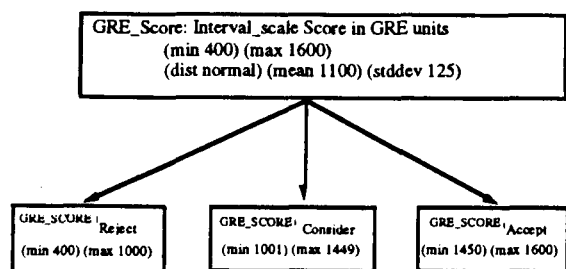 GRE_Score: Interval_scale Score in GRE units
(min 400) (max 1600)
(dist normal) (mean 1100) (stddev 125)
GRE_SCORE|Reject
(min 400) (max 1000)
GRE_SCORE|Consider
(min 1001) (max 1449)
GRE_SCORE|Accept
(min 1450) (max 1600)